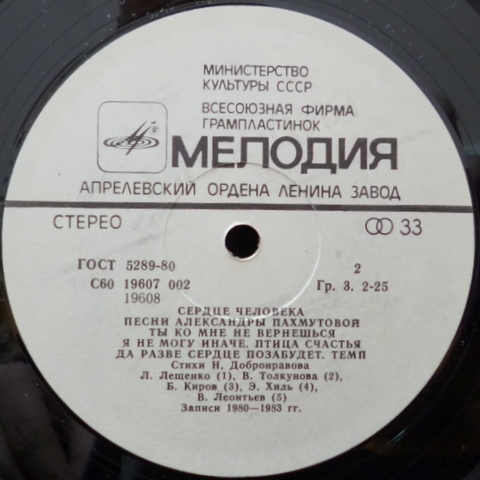 МИНИСТЕРСТВО
КУЛЬТУРЫ СССР
ВСЕСОЮЗНАЯ ФИРМА
ГРАМПЛАСТИНОК
МЕЛОДИЯ
АПРЕЛЕВСКИЙ ОРДЕНА ЛЕНИНА ЗАВОД
СТЕРЕО 33
ГОСТ 5289-80 2
С60 19607 002 Гр. 3. 2-25
19608
СЕРДЦЕ ЧЕЛОВЕКА
ПЕСНИ АЛЕКСАНДРЫ ПАХМУТОВОЙ
ТЫ КО МНЕ НЕ ВЕРНЕШЬСЯ
Я НЕ МОГУ ИНАЧЕ. ПТИЦА СЧАСТЬЯ
ДА РАЗВЕ СЕРДЦЕ ПОЗАБУДЕТ. ТЕМП
Стихи Н. Добронравова
Л. Лещенко (1), В. Толкунова (2),
Б. Киров (3), Э. Хиль (4),
В. Леонтьев (5)
Записи 1980—1983 гг.